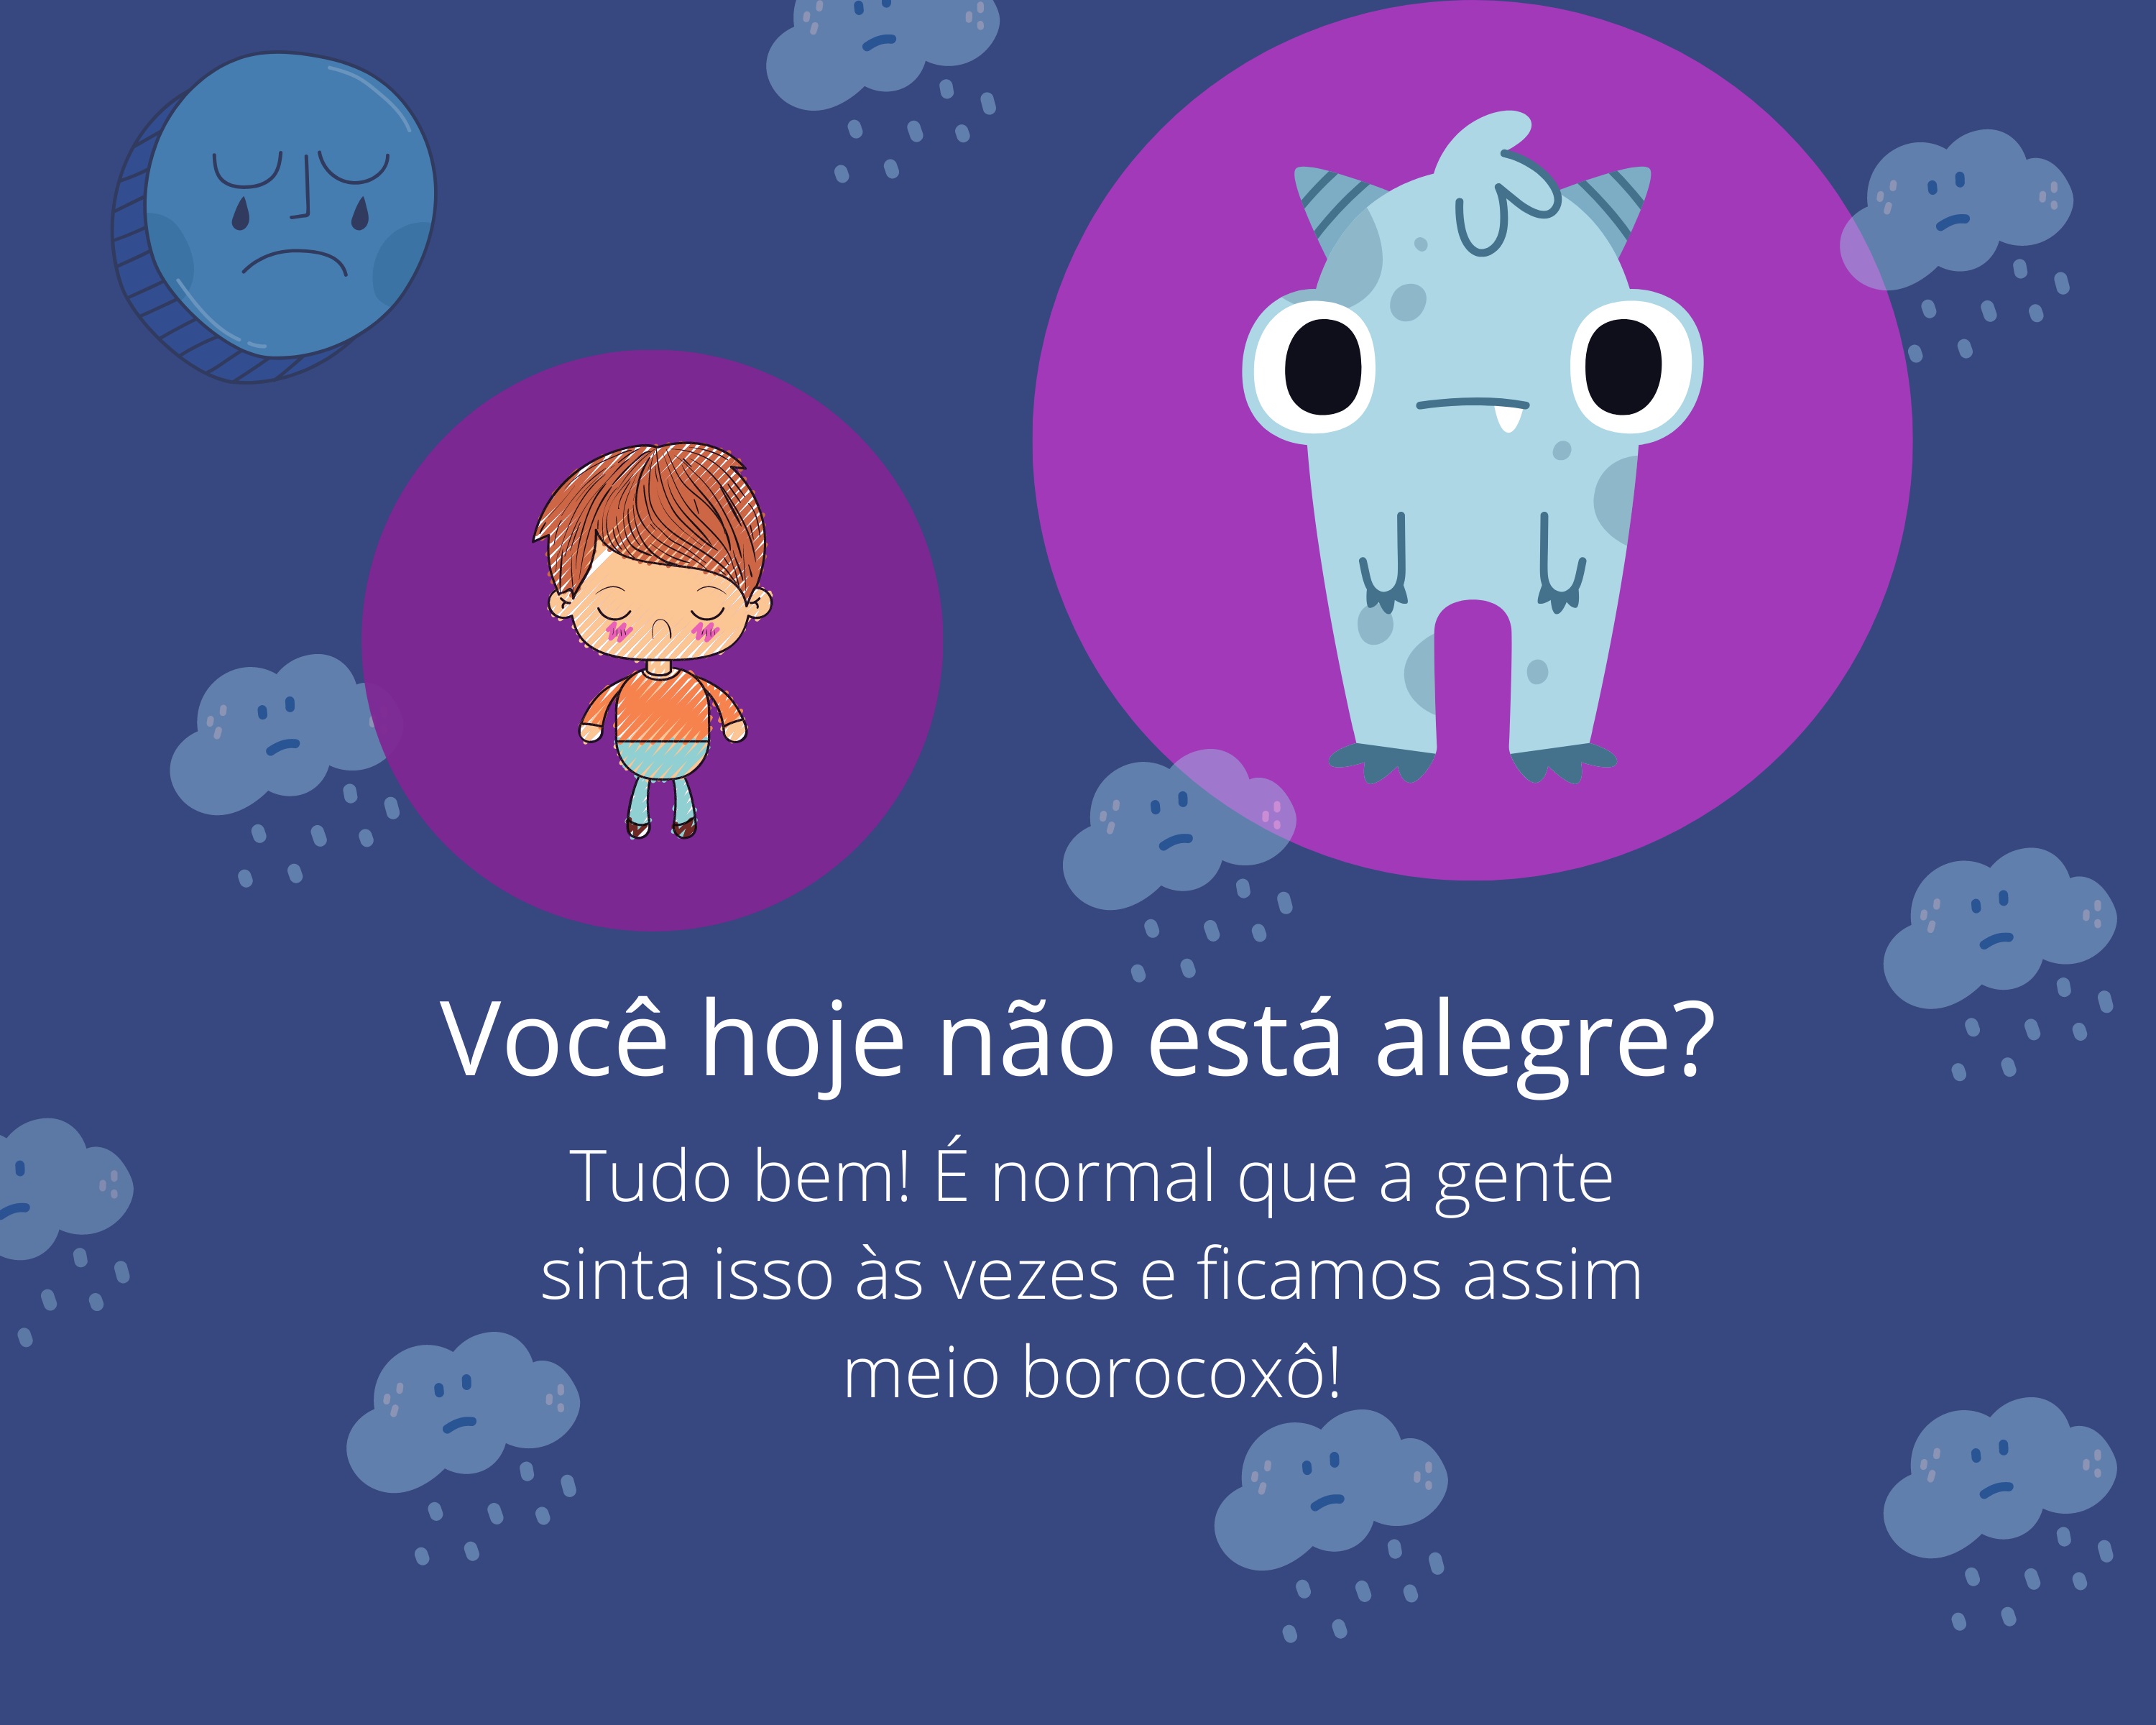 Você hoje não está alegre?
Tudo bem! É normal que a gente
sinta isso às vezes e ficamos assim
meio borocoxô!